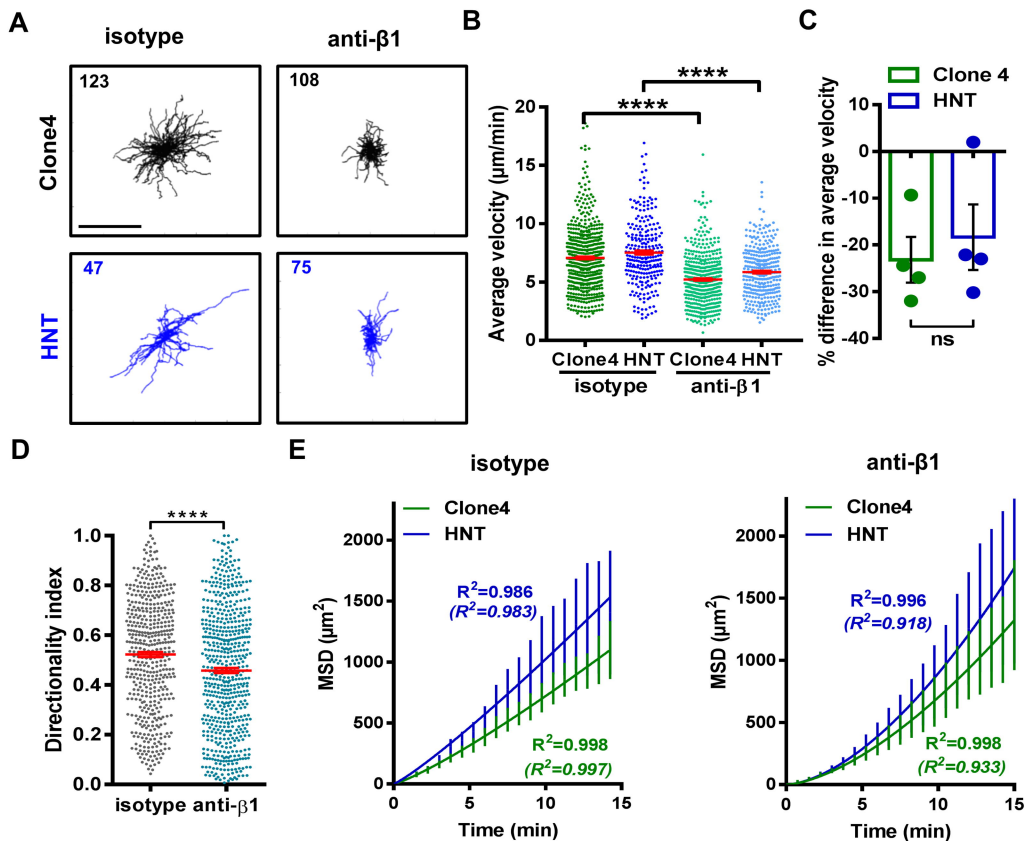 A
isotype
anti-β1
Clone4
123
108
HNT
47
75
B
Average velocity (µm/min)
20
15
10
5
0
****
****
Clone4 HNT Clone4 HNT
isotype
anti-β1
C
Clone 4
HNT
% difference in average velocity
10
0
-10
-20
-30
-40
ns
D
Directionality index
1.0
0.8
0.6
0.4
0.2
0.0
****
isotype anti-β1
E
isotype
Clone4
HNT
MSD (µm²)
2000
1500
1000
500
0
R²=0.986
(R²=0.983)
R²=0.998
(R²=0.997)
0 5 10 15
Time (min)
anti-β1
Clone4
HNT
MSD (µm²)
2000
1500
1000
500
0
R²=0.996
(R²=0.918)
R²=0.998
(R²=0.933)
0 5 10 15
Time (min)